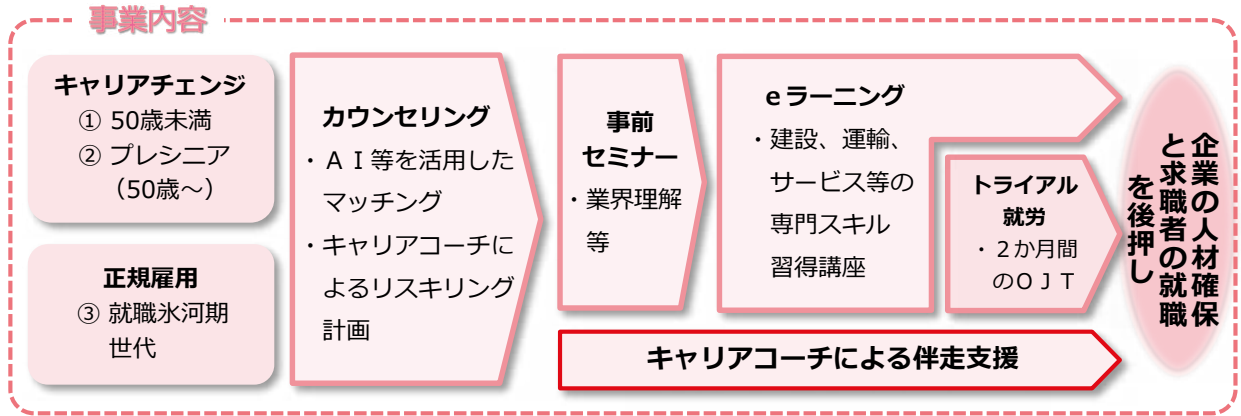 事業内容
キャリアチェンジ
① 50歳未満
② プレシニア
（50歳～）
正規雇用
③ 就職氷河期
世代
カウンセリング
・ＡＩ等を活用した
マッチング
・キャリアコーチに
よるリスキリング
計画
事前
セミナー
・業界理解
等
ｅラーニング
・建設、運輸、
サービス等の
専門スキル
習得講座
トライアル
就労
・２か月間
のＯＪＴ
キャリアコーチによる伴走支援
企業の人材確保
と求職者の就職
を後押し